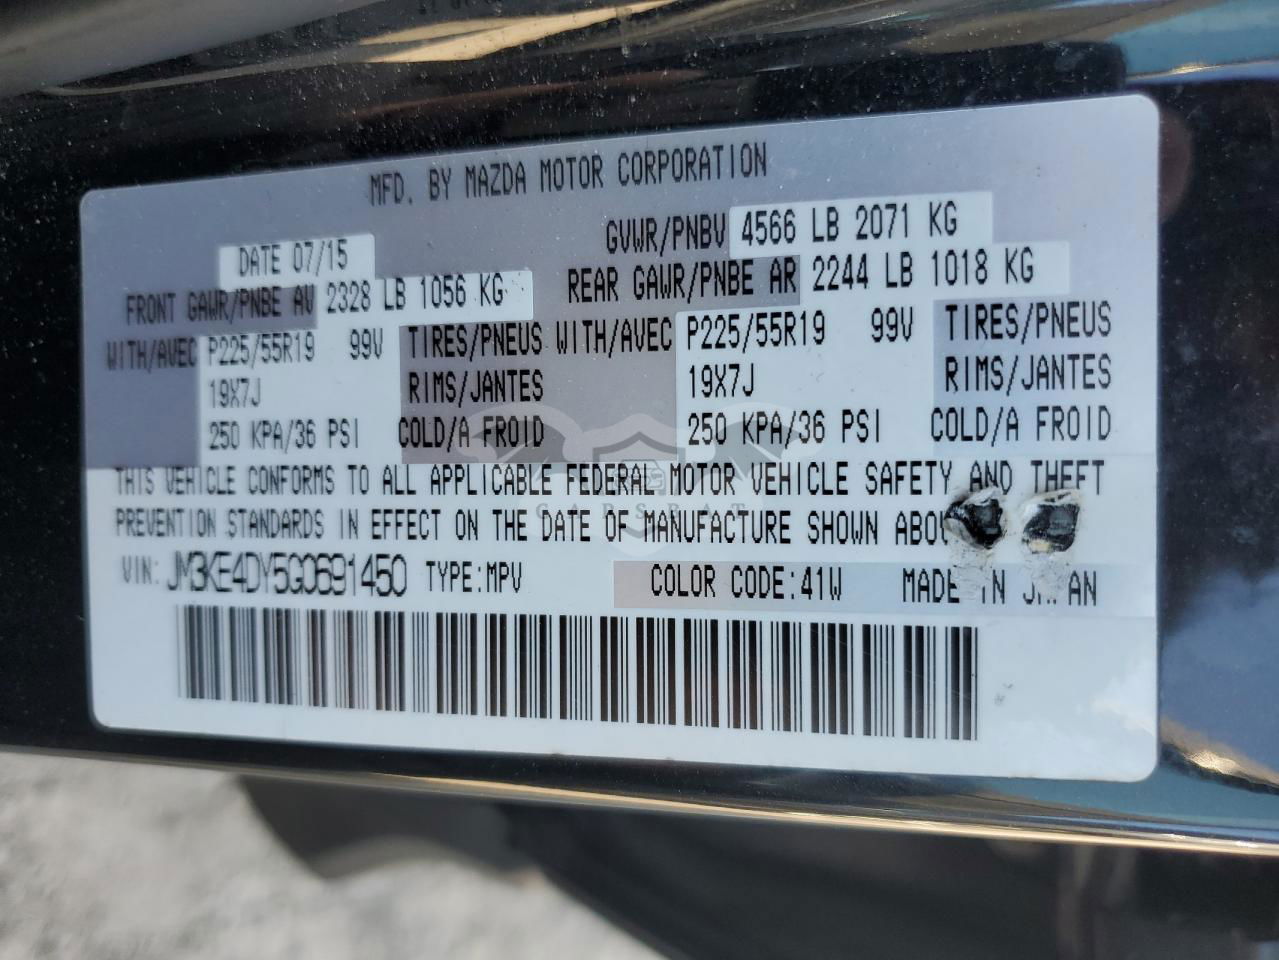 MFD. BY MAZDA MOTOR CORPORATION
DATE 07/15 GVWR/PNBV 4566 LB 2071 KG
FRONT GAWR/PNBE AV 2328 LB 1056 KG REAR GAWR/PNBE AR 2244 LB 1018 KG
WITH/AVEC P225/55R19 99V TIRES/PNEUS WITH/AVEC P225/55R19 99V TIRES/PNEUS
19X7J RIMS/JANTES 19X7J RIMS/JANTES
250 KPA/36 PSI COLD/A FROID 250 KPA/36 PSI COLD/A FROID
THIS VEHICLE CONFORMS TO ALL APPLICABLE FEDERAL MOTOR VEHICLE SAFETY AND THEFT
PREVENTION STANDARDS IN EFFECT ON THE DATE OF MANUFACTURE SHOWN ABOV
VIN: JM3KE4DY5G0691450 TYPE:MPV COLOR CODE:41W MADE IN JAPAN